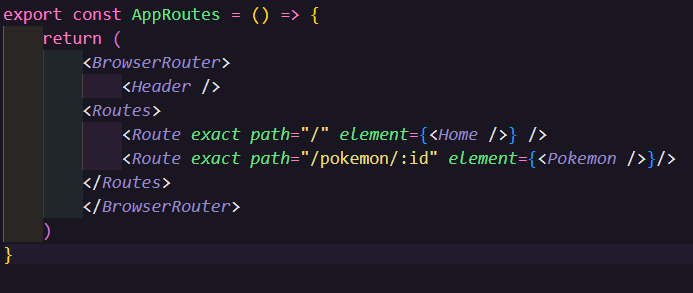 export const AppRoutes = () => {
    return (
        <BrowserRouter>
            <Header />
        <Routes>
            <Route exact path="/" element={<Home />} />
            <Route exact path="/pokemon/:id" element={<Pokemon />}/>
        </Routes>
        </BrowserRouter>
    )
}